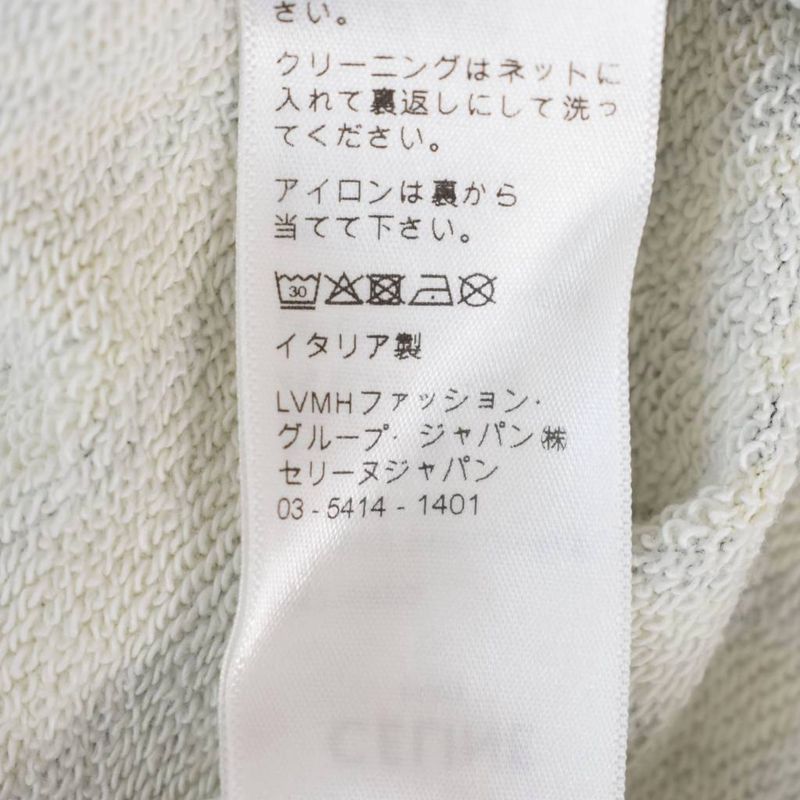 さい。
クリーニングはネットに
入れて裏返しにして洗っ
てください。
アイロンは裏から
当てて下さい。
30
イタリア製
LVMHファッション・
グループ・ジャパン㈱
セリーヌジャパン
03 - 5414 - 1401
CELINE